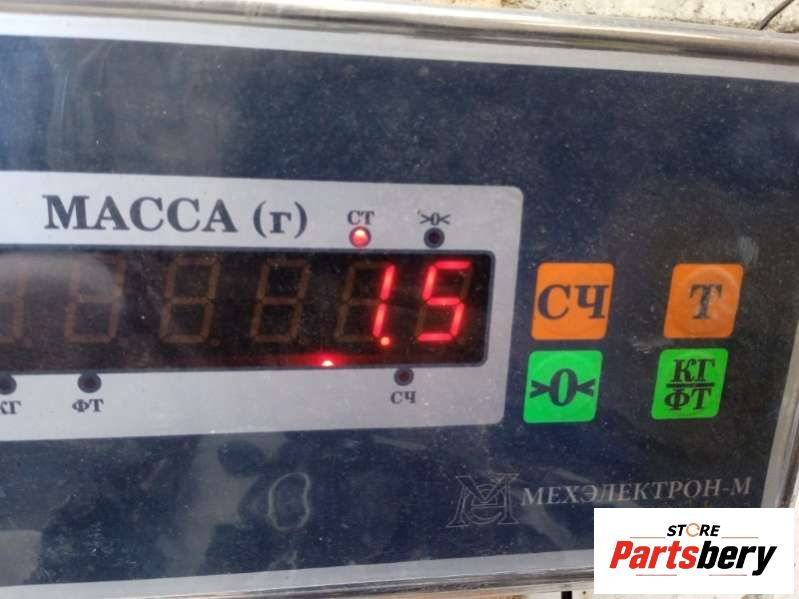 МАССА (г) СТ >0<
1.5
КГ ФТ СЧ
СЧ Т
>0< КГ/ФТ
МЕХЭЛЕКТРОН-М
STORE
Partsbery